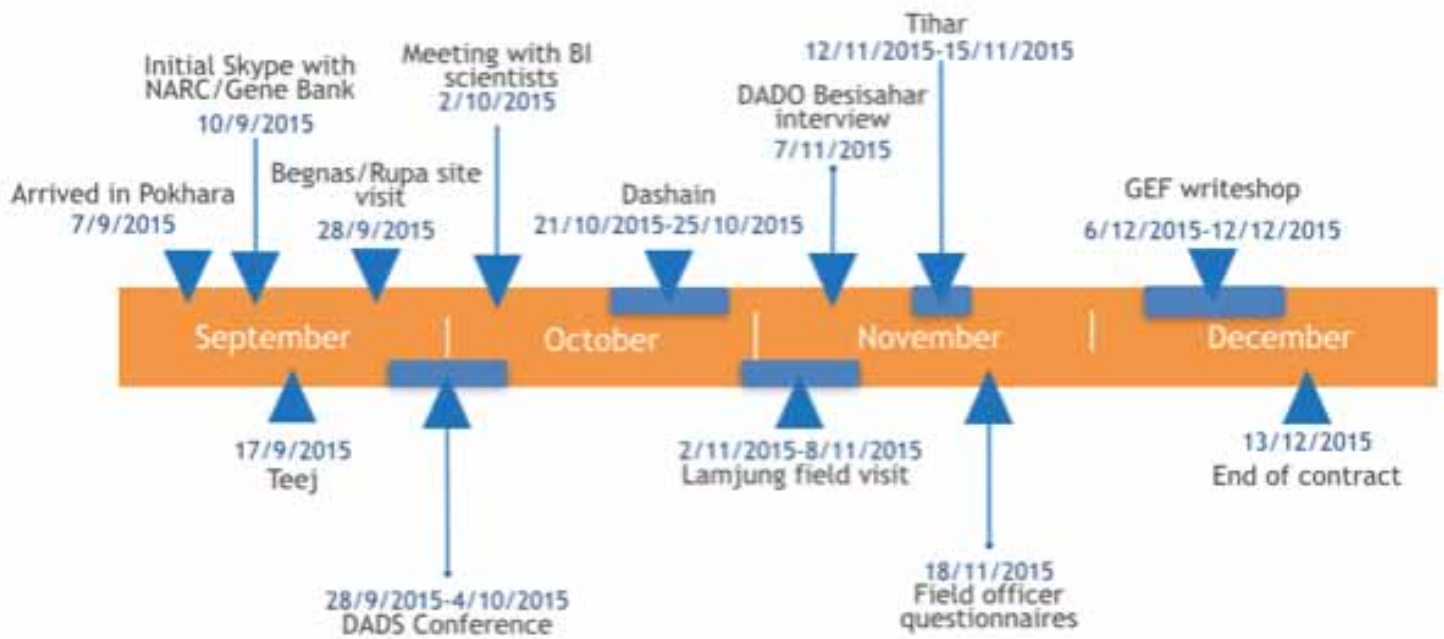 Tihar
12/11/2015-15/11/2015
Meeting with BI
scientists
2/10/2015
Initial Skype with
NARC/Gene Bank
10/9/2015
DADO Besisahar
interview
7/11/2015
Arrived in Pokhara
7/9/2015
Begnas/Rupa site
visit
28/9/2015
Dashain
21/10/2015-25/10/2015
GEF writeshop
6/12/2015-12/12/2015
September
October
November
December
17/9/2015
Teej
2/11/2015-8/11/2015
Lamjung field visit
13/12/2015
End of contract
28/9/2015-4/10/2015
DADS Conference
18/11/2015
Field officer
questionnaires